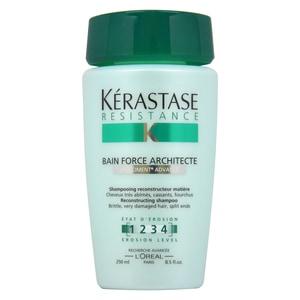 KÉRASTASE
RESISTANCE
K
BAIN FORCE ARCHITECTE
CIMENT ADVANCED
Shampooing reconstructeur matière
Cheveux très abîmés, cassants, fourchus
Reconstructing shampoo
Brittle, very damaged hair, split ends
ÉTAT D'ÉROSION
1 2 3 4
EROSION LEVEL
RECHERCHE AVANCÉE
L'ORÉAL
PARIS
250 ml 8.5 fl.oz.